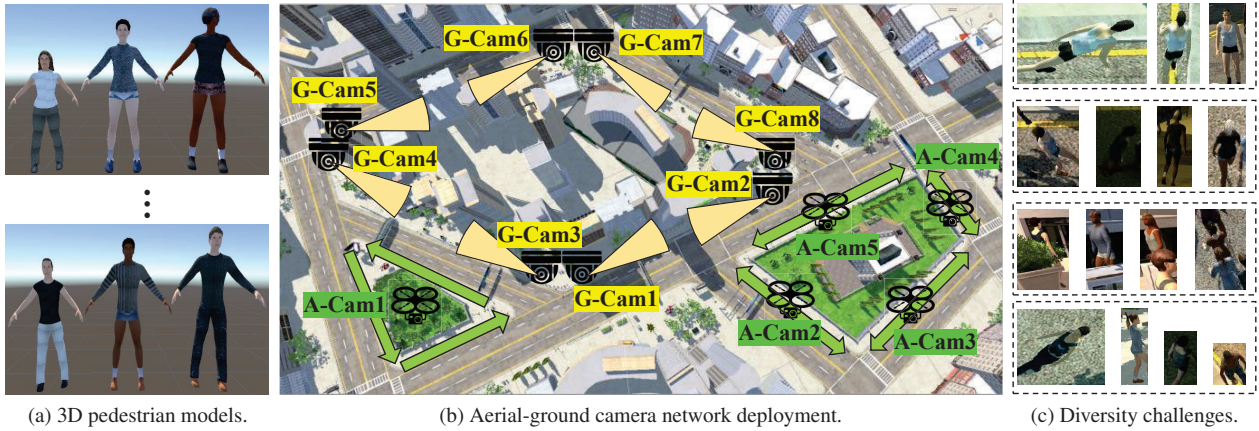 G-Cam6
G-Cam7
G-Cam5
G-Cam8
G-Cam4
G-Cam2
A-Cam4
G-Cam3
A-Cam5
A-Cam1
G-Cam1
A-Cam2
A-Cam3
(a) 3D pedestrian models.
(b) Aerial-ground camera network deployment.
(c) Diversity challenges.